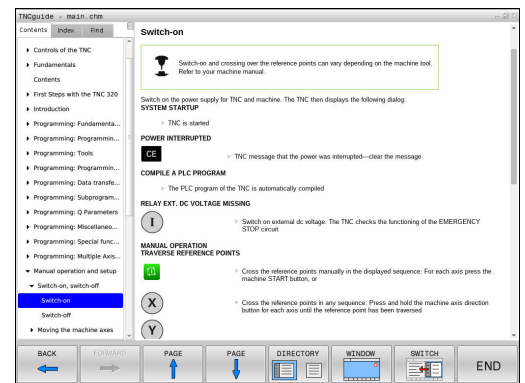 TNCguide - main.chm
Contents Index Find
Controls of the TNC
Fundamentals
Contents
First Steps with the TNC 320
Introduction
Programming: Fundamenta...
Programming: Programmin...
Programming: Tools
Programming: Programmin...
Programming: Data transfe...
Programming: Subprogram...
Programming: Q Parameters
Programming: Miscellaneo...
Programming: Special func...
Programming: Multiple Axis...
Manual operation and setup
Switch-on, switch-off
Switch-on
Switch-off
Moving the machine axes
Switch-on
Switch-on and crossing over the reference points can vary depending on the machine tool.
Refer to your machine manual.
Switch on the power supply for TNC and machine. The TNC then displays the following dialog:
SYSTEM STARTUP
TNC is started
POWER INTERRUPTED
CE
TNC message that the power was interrupted—clear the message
COMPILE A PLC PROGRAM
The PLC program of the TNC is automatically compiled
RELAY EXT. DC VOLTAGE MISSING
I
Switch on external dc voltage. The TNC checks the functioning of the EMERGENCY
STOP circuit
MANUAL OPERATION
TRAVERSE REFERENCE POINTS
Cross the reference points manually in the displayed sequence: For each axis press the
machine START button, or
X
Cross the reference points in any sequence: Press and hold the machine axis direction
button for each axis until the reference point has been traversed
Y
BACK FORWARD PAGE PAGE DIRECTORY WINDOW SWITCH END